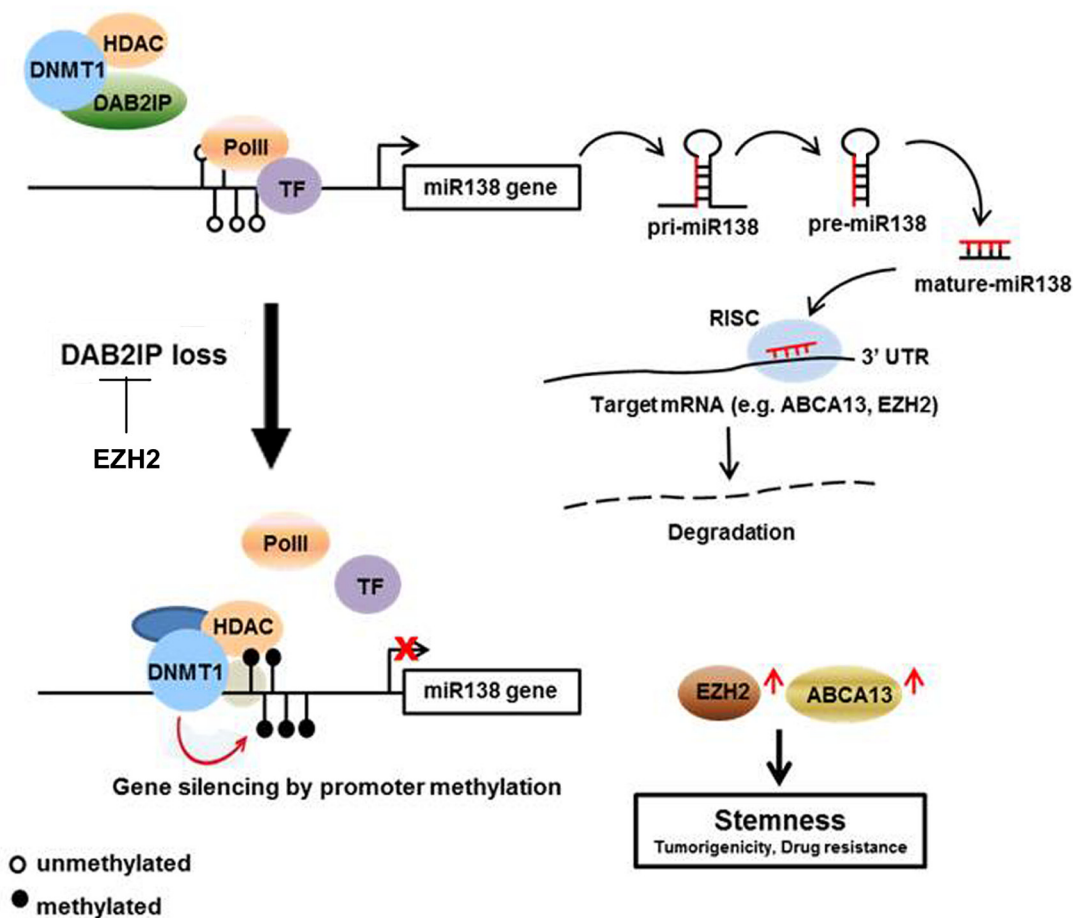 HDAC
DNMT1
DAB2IP
PolII
TF
miR138 gene
pri-miR138
pre-miR138
mature-miR138
RISC
3' UTR
Target mRNA (e.g. ABCA13, EZH2)
Degradation
DAB2IP loss
EZH2
PolII
TF
HDAC
DNMT1
X
miR138 gene
Gene silencing by promoter methylation
EZH2
ABCA13
Stemness
Tumorigenicity, Drug resistance
unmethylated
methylated